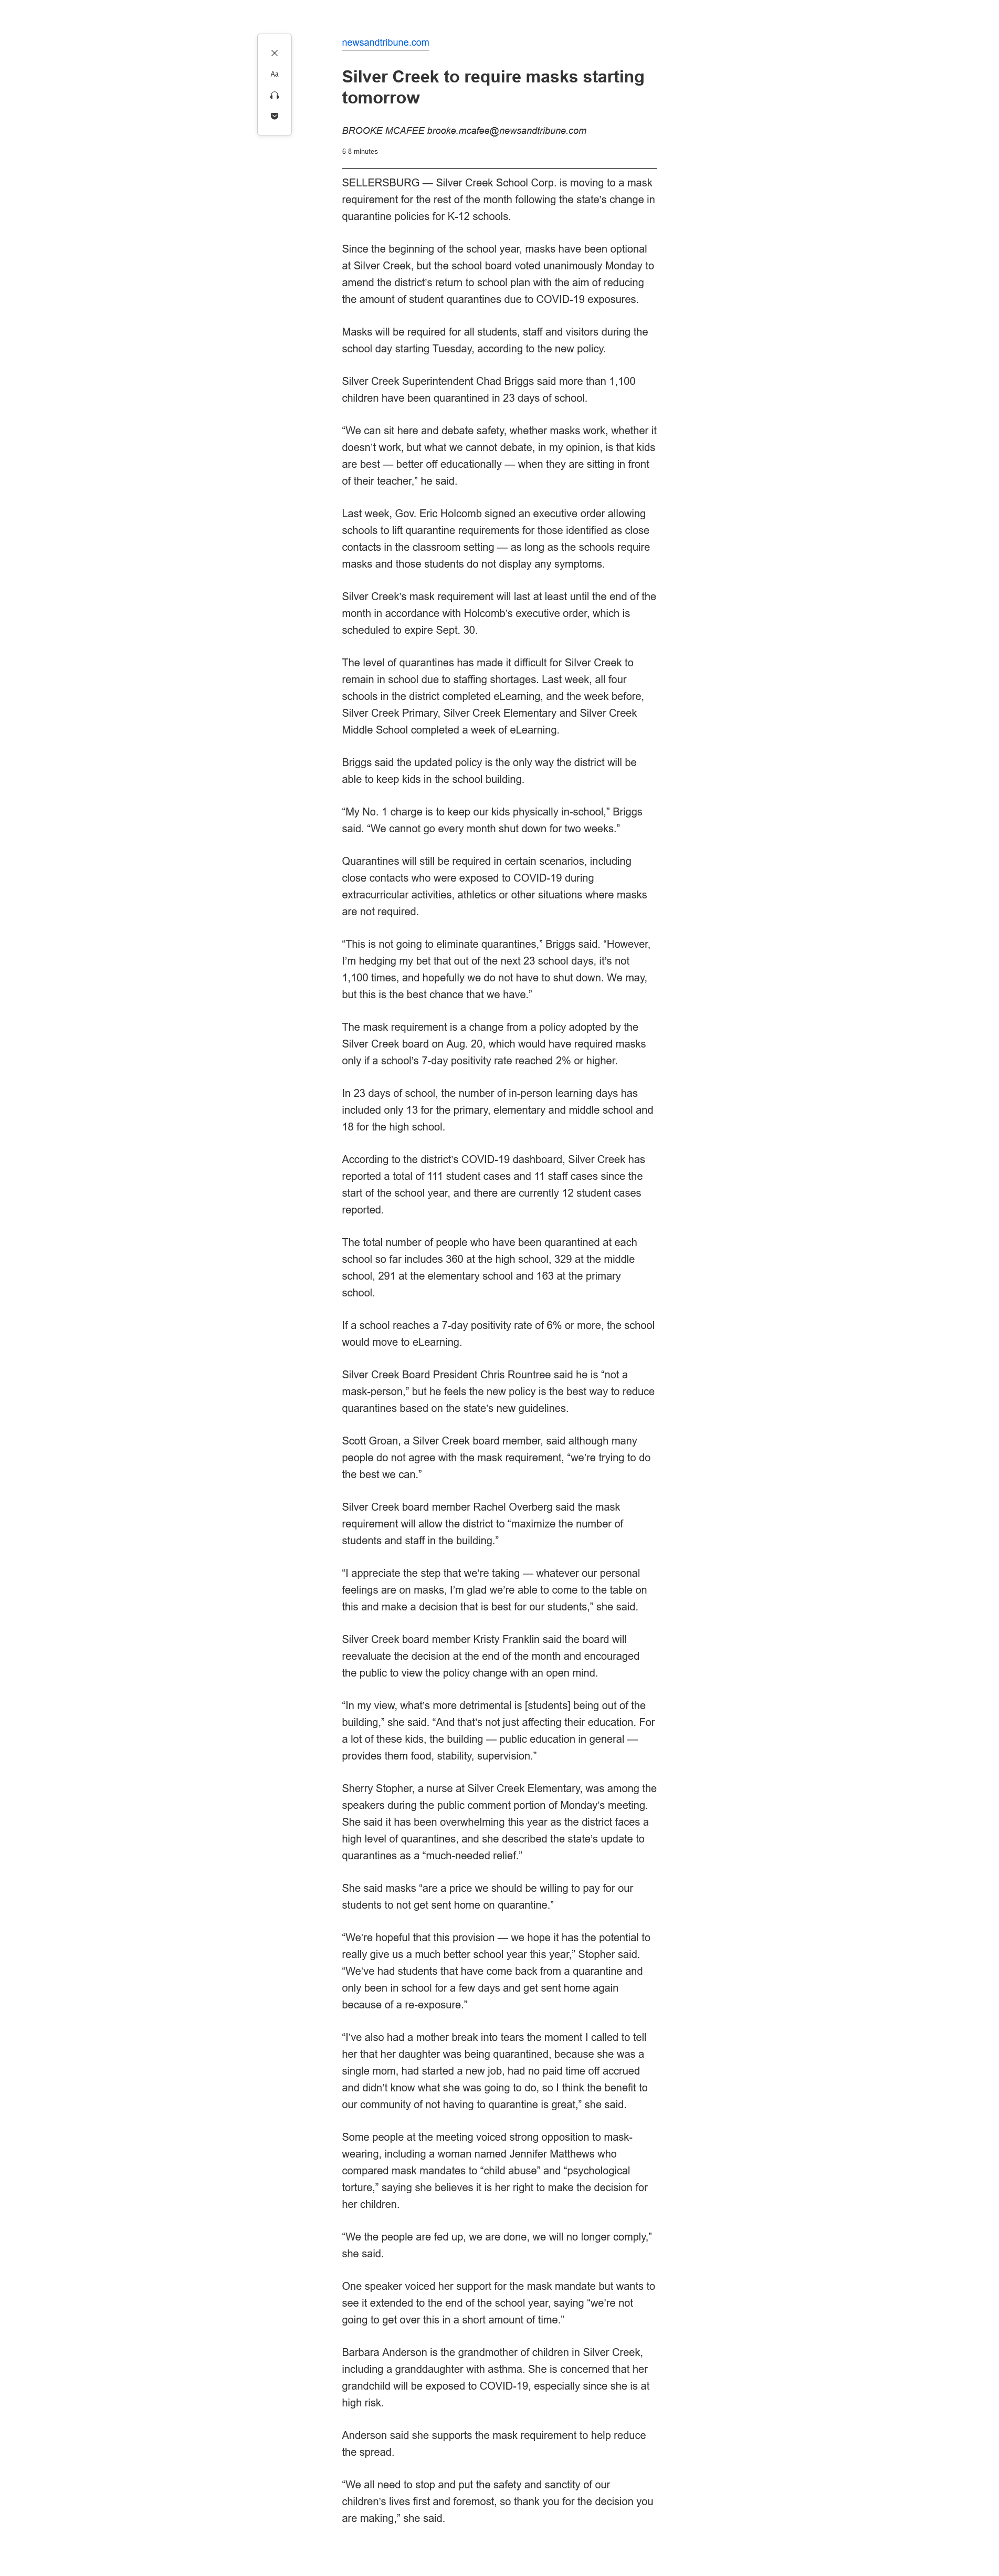 newsandtribune.com
Silver Creek to require masks starting
tomorrow
BROOKE MCAFEE brooke.mcafee@newsandtribune.com
6-8 minutes
Aa
SELLERSBURG — Silver Creek School Corp. is moving to a mask
requirement for the rest of the month following the state's change in
quarantine policies for K-12 schools.
Since the beginning of the school year, masks have been optional
at Silver Creek, but the school board voted unanimously Monday to
amend the district's return to school plan with the aim of reducing
the amount of student quarantines due to COVID-19 exposures.
Masks will be required for all students, staff and visitors during the
school day starting Tuesday, according to the new policy.
Silver Creek Superintendent Chad Briggs said more than 1,100
children have been quarantined in 23 days of school.
“We can sit here and debate safety, whether masks work, whether it
doesn't work, but what we cannot debate, in my opinion, is that kids
are best — better off educationally — when they are sitting in front
of their teacher,” he said.
Last week, Gov. Eric Holcomb signed an executive order allowing
schools to lift quarantine requirements for those identified as close
contacts in the classroom setting — as long as the schools require
masks and those students do not display any symptoms.
Silver Creek's mask requirement will last at least until the end of the
month in accordance with Holcomb's executive order, which is
scheduled to expire Sept. 30.
The level of quarantines has made it difficult for Silver Creek to
remain in school due to staffing shortages. Last week, all four
schools in the district completed eLearning, and the week before,
Silver Creek Primary, Silver Creek Elementary and Silver Creek
Middle School completed a week of eLearning.
Briggs said the updated policy is the only way the district will be
able to keep kids in the school building.
“My No. 1 charge is to keep our kids physically in-school,” Briggs
said. “We cannot go every month shut down for two weeks.”
Quarantines will still be required in certain scenarios, including
close contacts who were exposed to COVID-19 during
extracurricular activities, athletics or other situations where masks
are not required.
“This is not going to eliminate quarantines,” Briggs said. “However,
I'm hedging my bet that out of the next 23 school days, it's not
1,100 times, and hopefully we do not have to shut down. We may,
but this is the best chance that we have.”
The mask requirement is a change from a policy adopted by the
Silver Creek board on Aug. 20, which would have required masks
only if a school's 7-day positivity rate reached 2% or higher.
In 23 days of school, the number of in-person learning days has
included only 13 for the primary, elementary and middle school and
18 for the high school.
According to the district's COVID-19 dashboard, Silver Creek has
reported a total of 111 student cases and 11 staff cases since the
start of the school year, and there are currently 12 student cases
reported.
The total number of people who have been quarantined at each
school so far includes 360 at the high school, 329 at the middle
school, 291 at the elementary school and 163 at the primary
school.
If a school reaches a 7-day positivity rate of 6% or more, the school
would move to eLearning.
Silver Creek Board President Chris Rountree said he is “not a
mask-person,” but he feels the new policy is the best way to reduce
quarantines based on the state's new guidelines.
Scott Groan, a Silver Creek board member, said although many
people do not agree with the mask requirement, “we're trying to do
the best we can.”
Silver Creek board member Rachel Overberg said the mask
requirement will allow the district to “maximize the number of
students and staff in the building.”
“I appreciate the step that we're taking — whatever our personal
feelings are on masks, I'm glad we're able to come to the table on
this and make a decision that is best for our students,” she said.
Silver Creek board member Kristy Franklin said the board will
reevaluate the decision at the end of the month and encouraged
the public to view the policy change with an open mind.
“In my view, what's more detrimental is [students] being out of the
building,” she said. “And that's not just affecting their education. For
a lot of these kids, the building — public education in general —
provides them food, stability, supervision.”
Sherry Stopher, a nurse at Silver Creek Elementary, was among the
speakers during the public comment portion of Monday's meeting.
She said it has been overwhelming this year as the district faces a
high level of quarantines, and she described the state's update to
quarantines as a “much-needed relief.”
She said masks “are a price we should be willing to pay for our
students to not get sent home on quarantine.”
“We're hopeful that this provision — we hope it has the potential to
really give us a much better school year this year,” Stopher said.
“We've had students that have come back from a quarantine and
only been in school for a few days and get sent home again
because of a re-exposure.”
“I've also had a mother break into tears the moment I called to tell
her that her daughter was being quarantined, because she was a
single mom, had started a new job, had no paid time off accrued
and didn't know what she was going to do, so I think the benefit to
our community of not having to quarantine is great,” she said.
Some people at the meeting voiced strong opposition to mask-
wearing, including a woman named Jennifer Matthews who
compared mask mandates to “child abuse” and “psychological
torture,” saying she believes it is her right to make the decision for
her children.
“We the people are fed up, we are done, we will no longer comply,”
she said.
One speaker voiced her support for the mask mandate but wants to
see it extended to the end of the school year, saying “we're not
going to get over this in a short amount of time.”
Barbara Anderson is the grandmother of children in Silver Creek,
including a granddaughter with asthma. She is concerned that her
grandchild will be exposed to COVID-19, especially since she is at
high risk.
Anderson said she supports the mask requirement to help reduce
the spread.
“We all need to stop and put the safety and sanctity of our
children's lives first and foremost, so thank you for the decision you
are making,” she said.